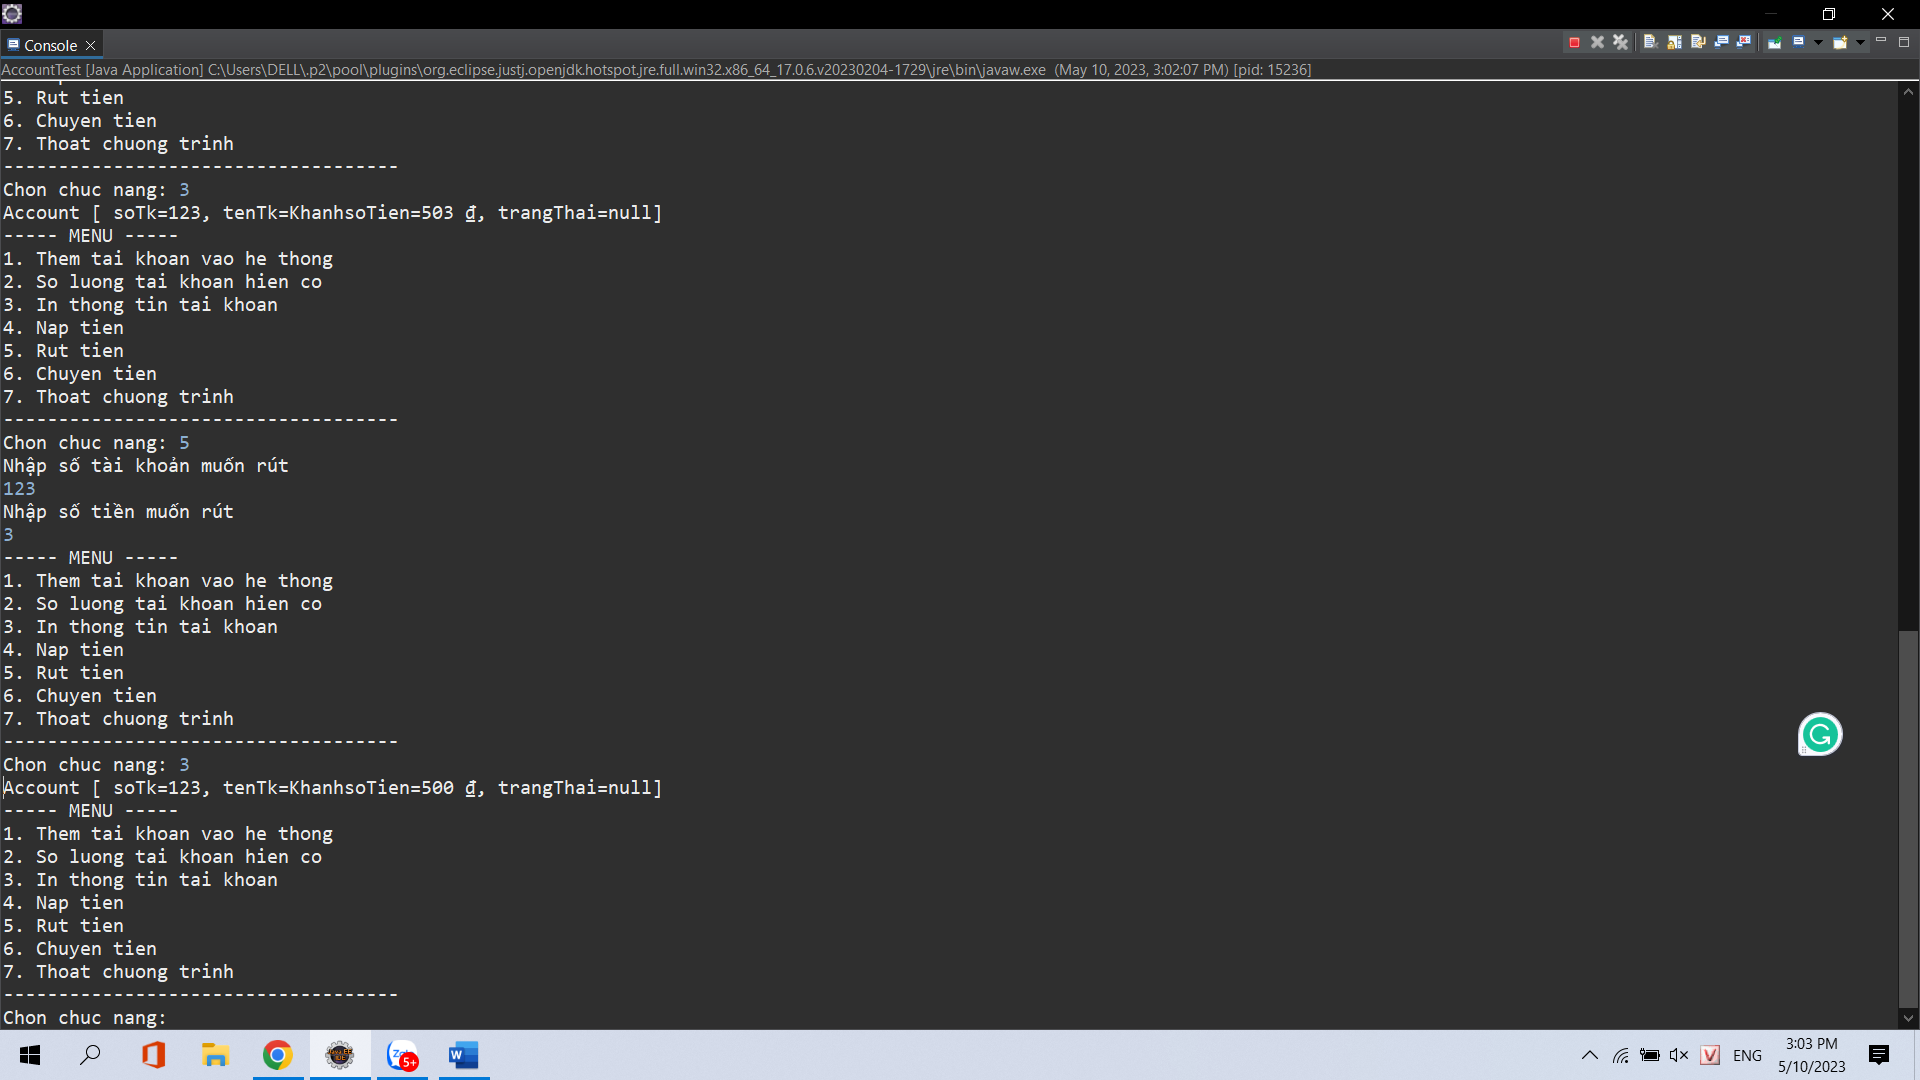 Console
AccountTest [Java Application] C:\Users\DELL\.p2\pool\plugins\org.eclipse.justj.openjdk.hotspot.jre.full.win32.x86_64_17.0.6.v20230204-1729\jre\bin\javaw.exe (May 10, 2023, 3:02:07 PM) [pid: 15236]
5. Rut tien
6. Chuyen tien
7. Thoat chuong trinh
------------------------------------
Chon chuc nang: 3
Account [ soTk=123, tenTk=KhanhsoTien=503 ₫, trangThai=null]
----- MENU -----
1. Them tai khoan vao he thong
2. So luong tai khoan hien co
3. In thong tin tai khoan
4. Nap tien
5. Rut tien
6. Chuyen tien
7. Thoat chuong trinh
------------------------------------
Chon chuc nang: 5
Nhập số tài khoản muốn rút
123
Nhập số tiền muốn rút
3
----- MENU -----
1. Them tai khoan vao he thong
2. So luong tai khoan hien co
3. In thong tin tai khoan
4. Nap tien
5. Rut tien
6. Chuyen tien
7. Thoat chuong trinh
------------------------------------
Chon chuc nang: 3
Account [ soTk=123, tenTk=KhanhsoTien=500 ₫, trangThai=null]
----- MENU -----
1. Them tai khoan vao he thong
2. So luong tai khoan hien co
3. In thong tin tai khoan
4. Nap tien
5. Rut tien
6. Chuyen tien
7. Thoat chuong trinh
------------------------------------
Chon chuc nang:
5+
ENG
3:03 PM
5/10/2023